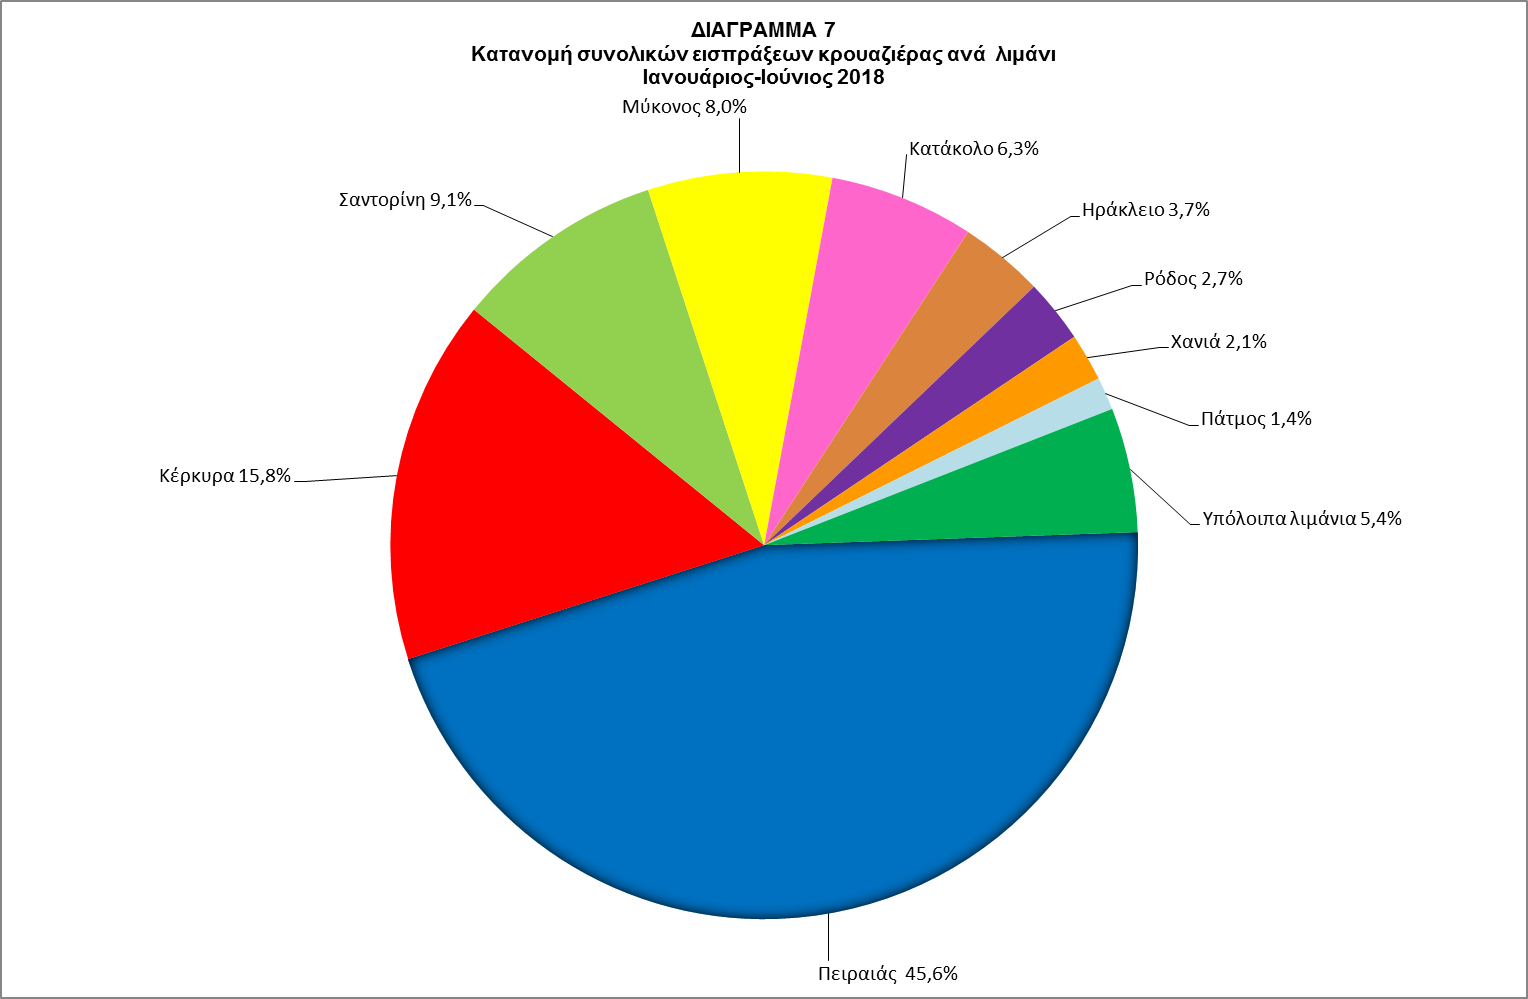 ΔΙΑΓΡΑΜΜΑ 7
Κατανομή συνολικών εισπράξεων κρουαζιέρας ανά λιμάνι
Ιανουάριος-Ιούνιος 2018
Μύκονος 8,0%
Κατάκολο 6,3%
Σαντορίνη 9,1%
Ηράκλειο 3,7%
Ρόδος 2,7%
Χανιά 2,1%
Πάτμος 1,4%
Κέρκυρα 15,8%
Υπόλοιπα λιμάνια 5,4%
Πειραιάς 45,6%